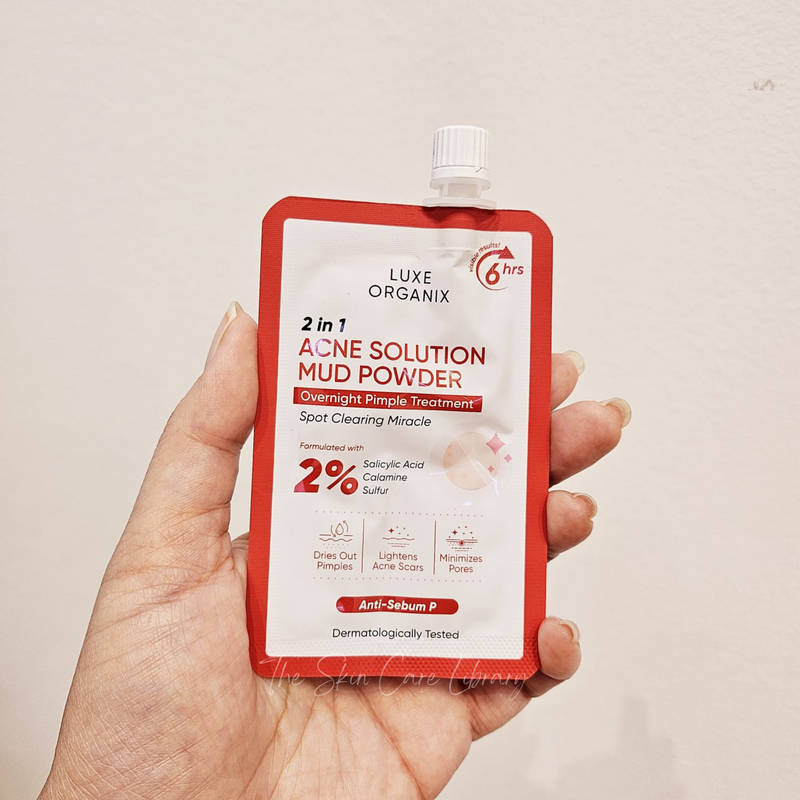 visible results!
6 hrs
LUXE
ORGANIX
2 in 1
ACNE SOLUTION
MUD POWDER
Overnight Pimple Treatment
Spot Clearing Miracle
Formulated with
2%
Salicylic Acid
Calamine
Sulfur
Dries Out
Pimples
Lightens
Acne Scars
Minimizes
Pores
Anti-Sebum P
Dermatologically Tested
The Skin Care Library